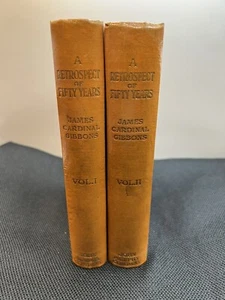 A
RETROSPECT
OF
FIFTY YEARS
JAMES
CARDINAL
GIBBONS
VOL.I
A
RETROSPECT
OF
FIFTY YEARS
JAMES
CARDINAL
GIBBONS
VOL.II